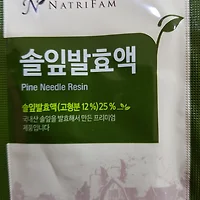 NATRIFAM
솔잎발효액
Pine Needle Resin
솔잎발효액(고형분 12%)25%
국내산 솔잎을 발효해서 만든 프리미엄
제품입니다